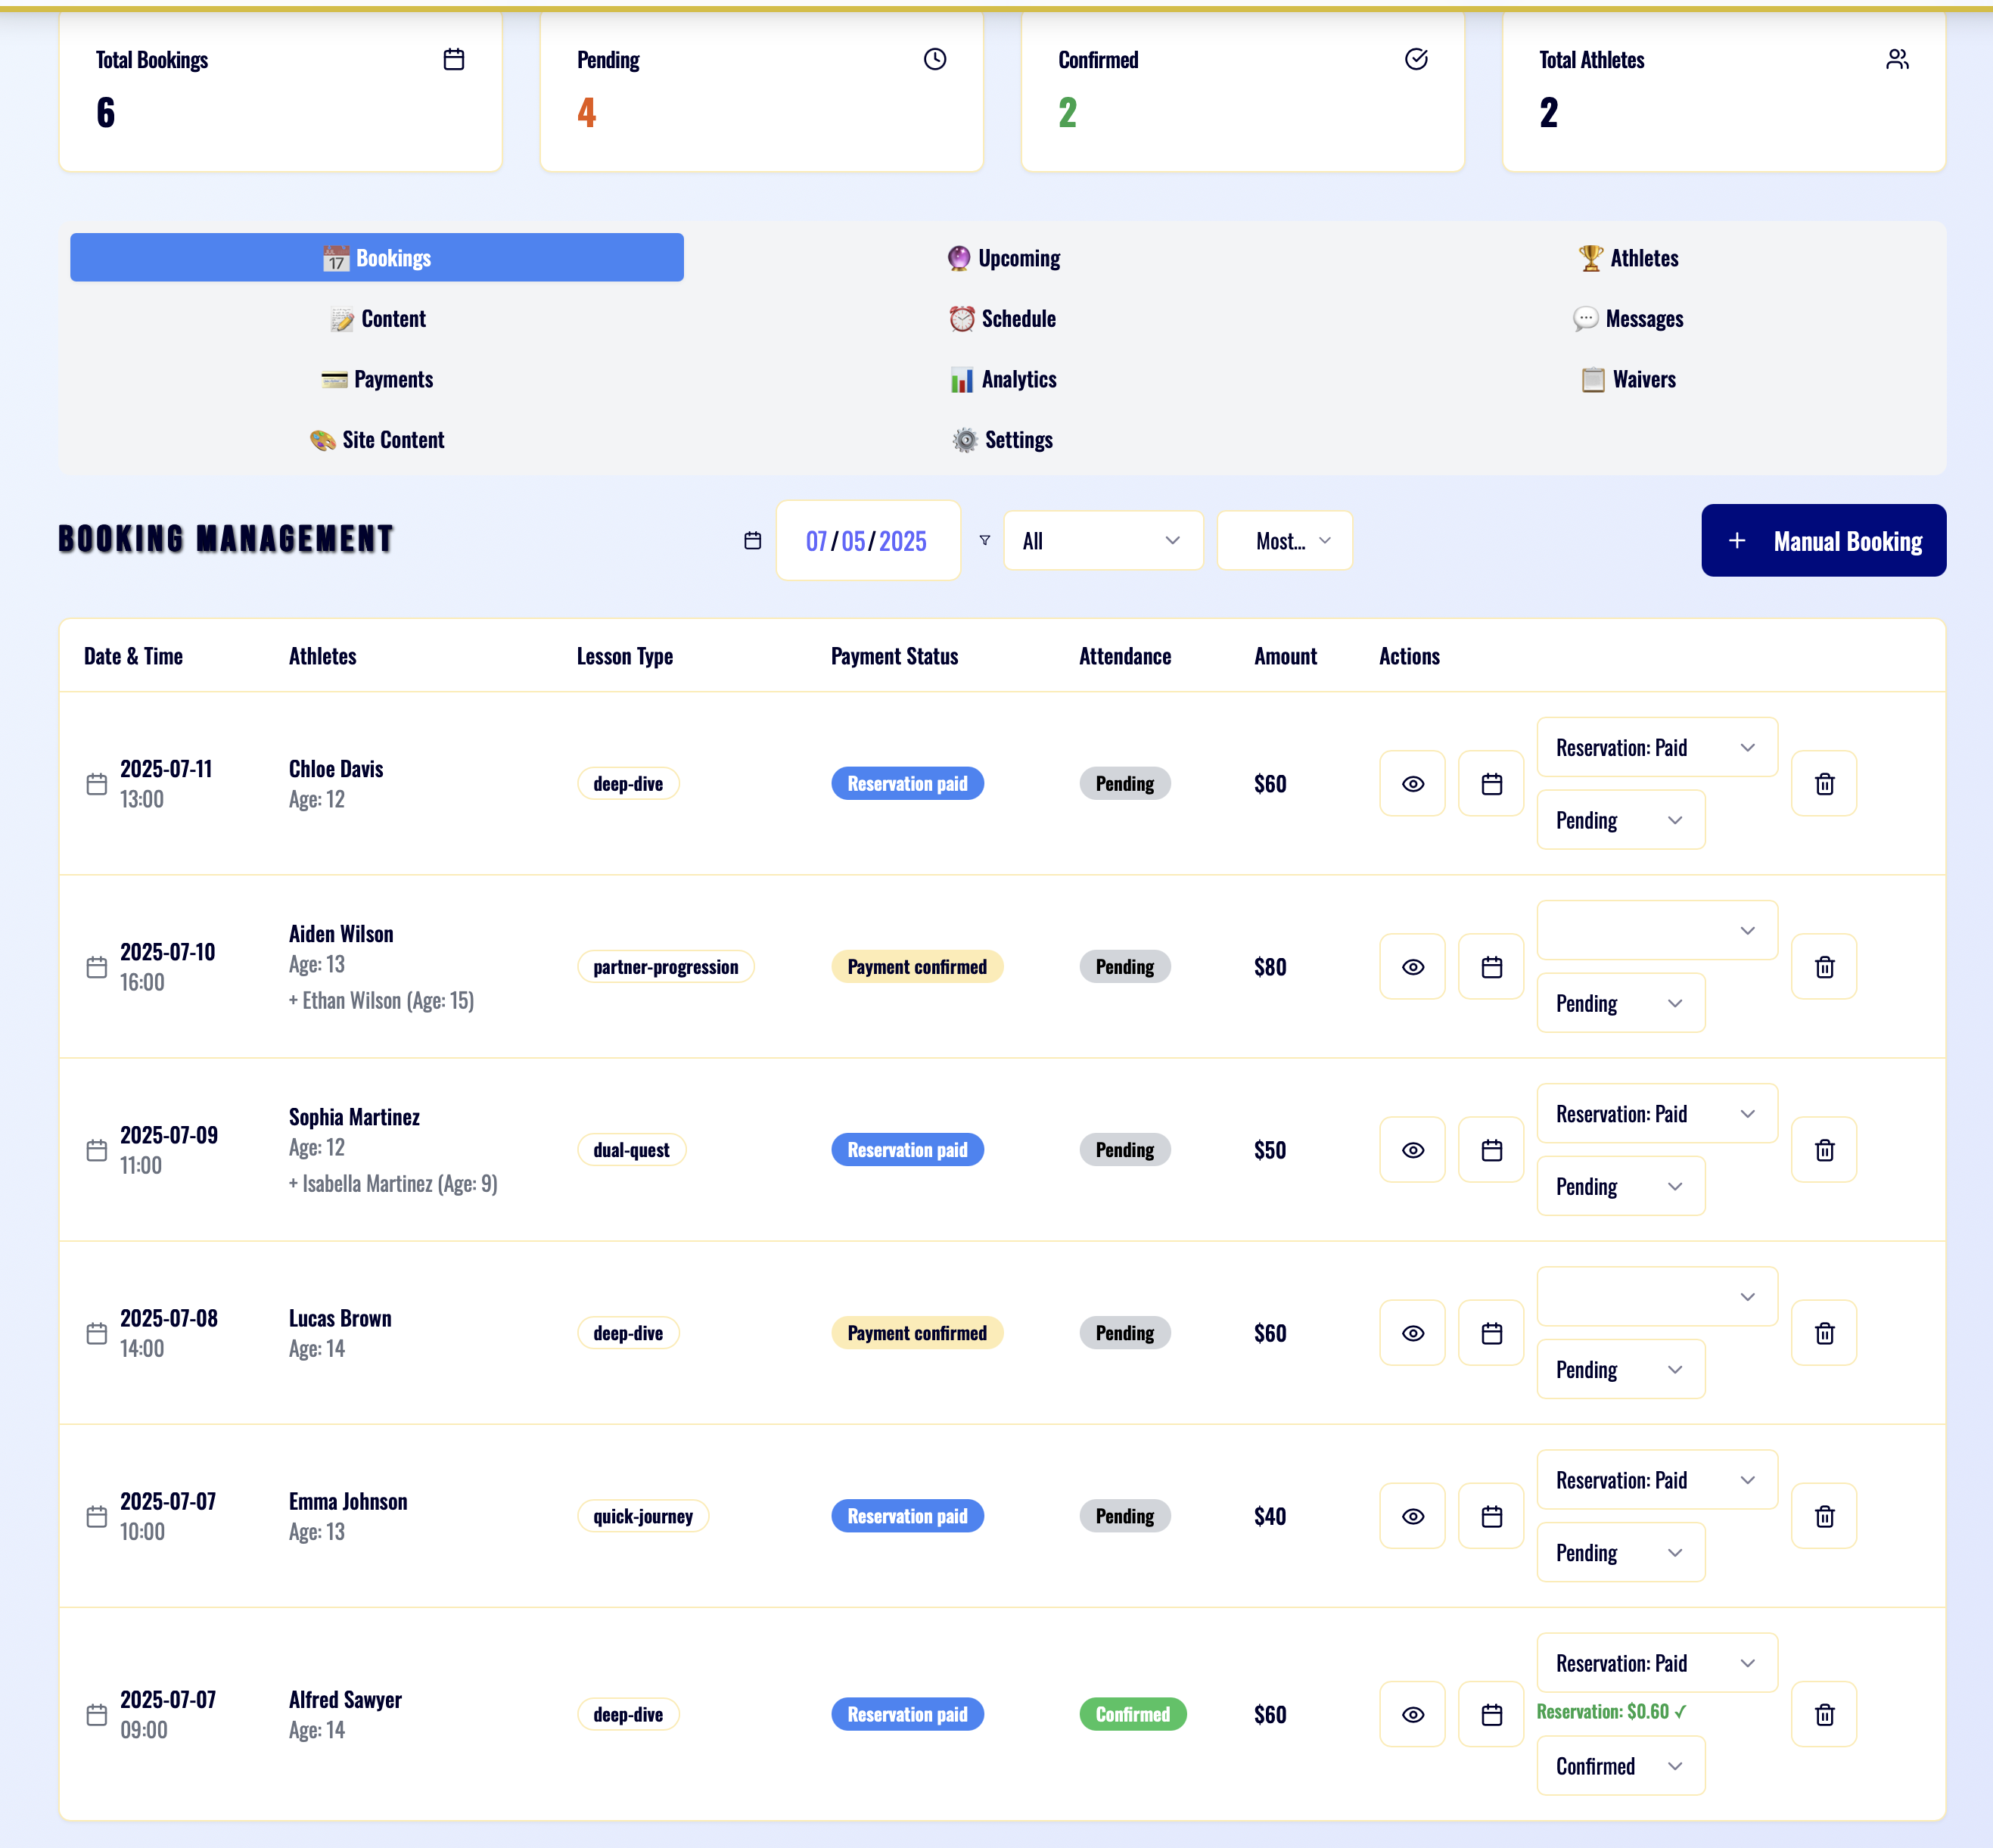 Total Bookings
6
Pending
4
Confirmed
2
Total Athletes
2
Bookings
Upcoming
Athletes
Content
Schedule
Messages
Payments
Analytics
Waivers
Site Content
Settings
BOOKING MANAGEMENT
07/05/2025
All
Most...
+ Manual Booking
Date & Time Athletes Lesson Type Payment Status Attendance Amount Actions
2025-07-11
13:00
Chloe Davis
Age: 12
deep-dive
Reservation paid
Pending
$60
Reservation: Paid
Pending
2025-07-10
16:00
Aiden Wilson
Age: 13
+ Ethan Wilson (Age: 15)
partner-progression
Payment confirmed
Pending
$80
Pending
2025-07-09
11:00
Sophia Martinez
Age: 12
+ Isabella Martinez (Age: 9)
dual-quest
Reservation paid
Pending
$50
Reservation: Paid
Pending
2025-07-08
14:00
Lucas Brown
Age: 14
deep-dive
Payment confirmed
Pending
$60
Pending
2025-07-07
10:00
Emma Johnson
Age: 13
quick-journey
Reservation paid
Pending
$40
Reservation: Paid
Pending
2025-07-07
09:00
Alfred Sawyer
Age: 14
deep-dive
Reservation paid
Confirmed
$60
Reservation: Paid
Reservation: $0.60 ✓
Confirmed